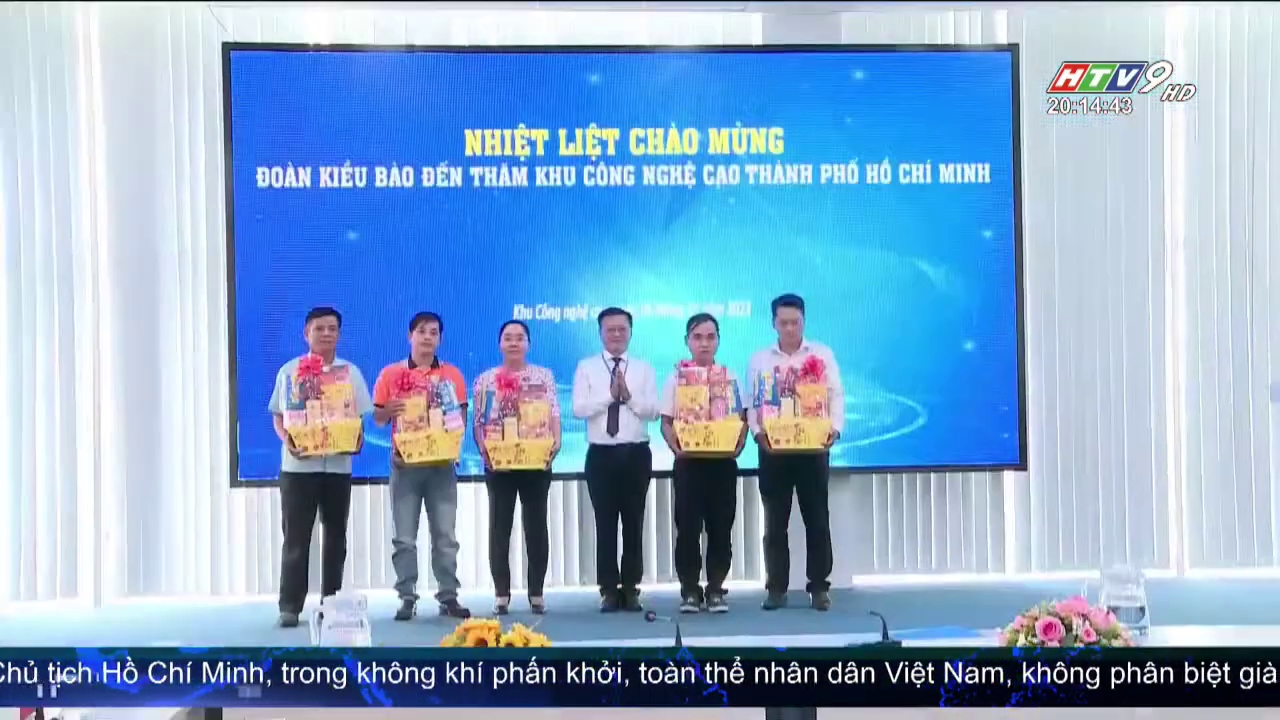 HTV9 HD
20:14:43
NHIỆT LIỆT CHÀO MỪNG
ĐOÀN KIỀU BÀO ĐẾN THĂM KHU CÔNG NGHỆ CAO THÀNH PHỐ HỒ CHÍ MINH
Khu Công nghệ
Chủ tịch Hồ Chí Minh, trong không khí phấn khởi, toàn thể nhân dân Việt Nam, không phân biệt già